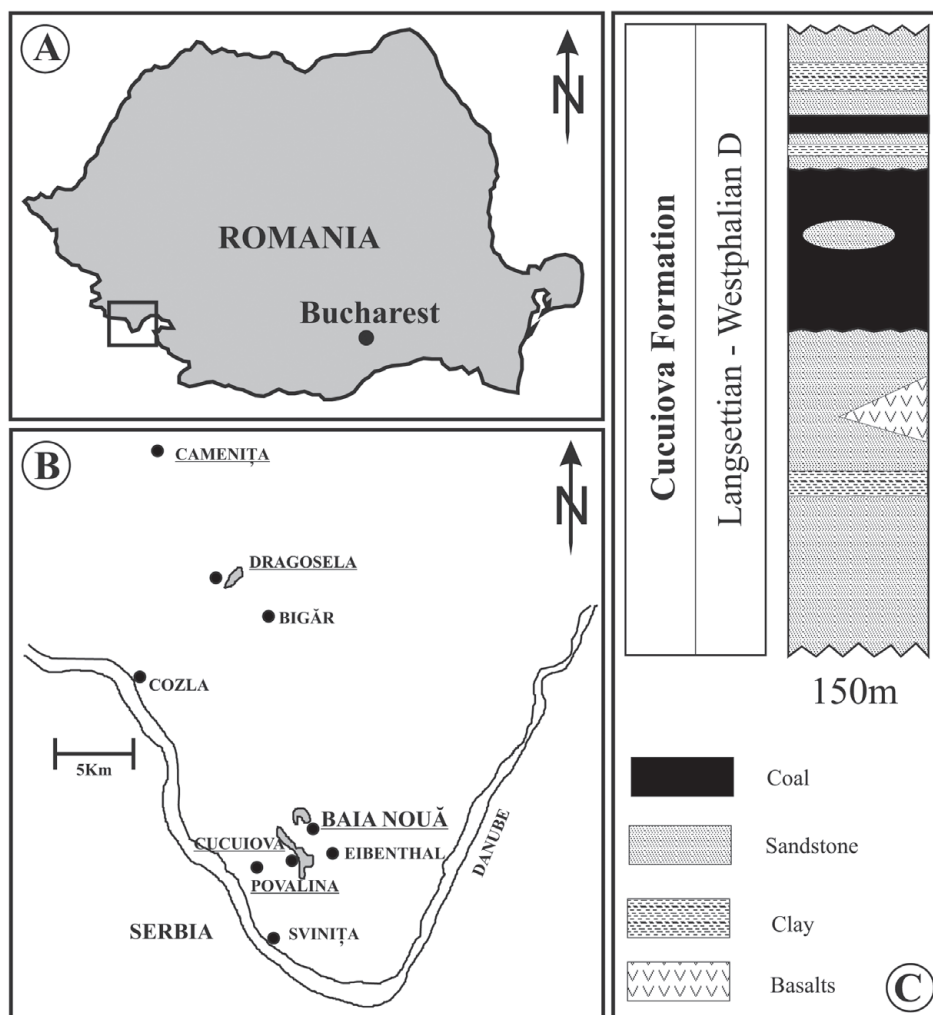 A
N
ROMANIA
Bucharest
B
N
CAMENIȚA
DRAGOSELA
BIGĂR
COZLA
5Km
BAIA NOUĂ
CUCUIOVA
EIBENTHAL
POVALINA
DANUBE
SERBIA
SVINIȚA
Cucuiova Formation
Langsettian - Westphalian D
150m
Coal
Sandstone
Clay
Basalts
C